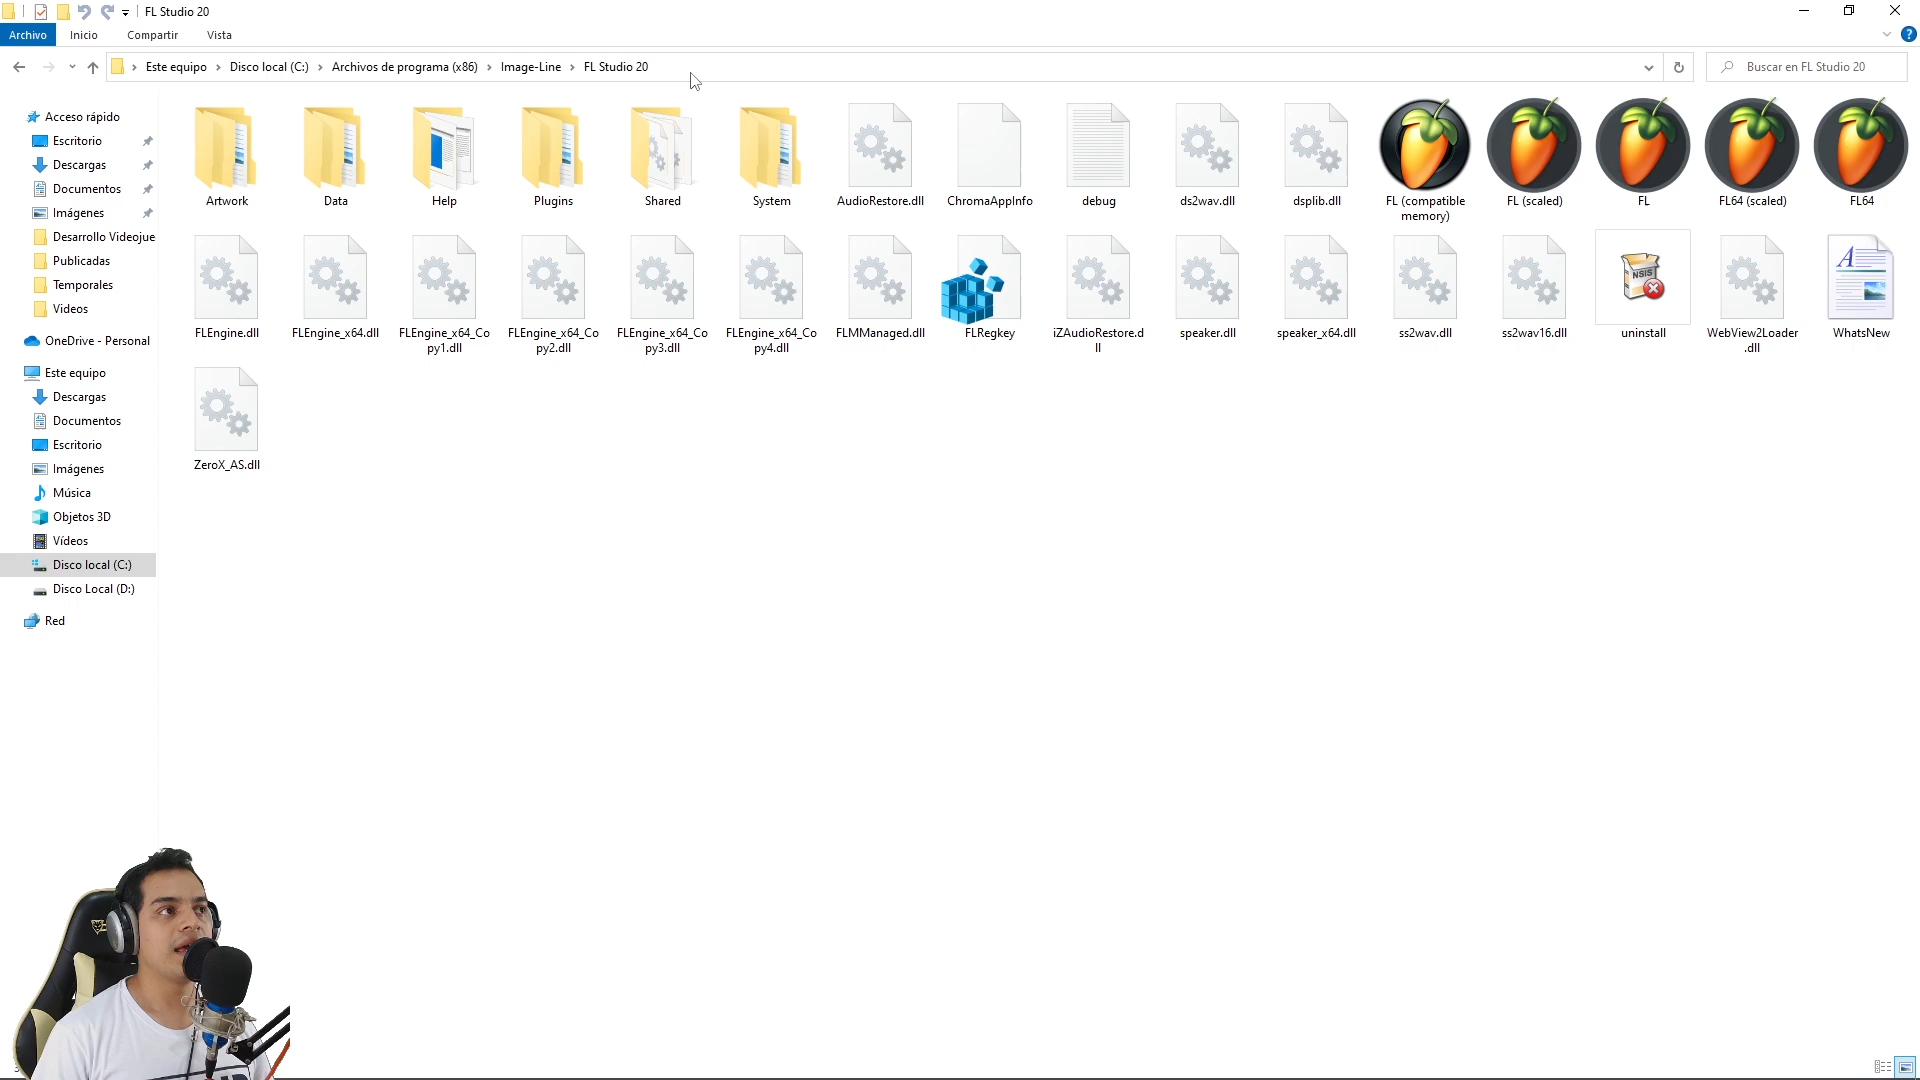 FL Studio 20
Archivo Inicio Compartir Vista
Este equipo Disco local (C:) Archivos de programa (x86) Image-Line FL Studio 20
Buscar en FL Studio 20
Acceso rápido
Escritorio
Descargas
Documentos
Imágenes
Desarrollo Videojue
Publicadas
Temporales
Videos
OneDrive - Personal
Este equipo
Descargas
Documentos
Escritorio
Imágenes
Música
Objetos 3D
Vídeos
Disco local (C:)
Disco Local (D:)
Red
Artwork
Data
Help
Plugins
Shared
System
AudioRestore.dll
ChromaAppInfo
debug
ds2wav.dll
dsplib.dll
FL (compatible
memory)
FL (scaled)
FL
FL64 (scaled)
FL64
FLEngine.dll
FLEngine_x64.dll
FLEngine_x64_Co
py1.dll
FLEngine_x64_Co
py2.dll
FLEngine_x64_Co
py3.dll
FLEngine_x64_Co
py4.dll
FLMManaged.dll
FLRegkey
iZAudioRestore.d
ll
speaker.dll
speaker_x64.dll
ss2wav.dll
ss2wav16.dll
NSIS
uninstall
WebView2Loader
.dll
A
WhatsNew
ZeroX_AS.dll